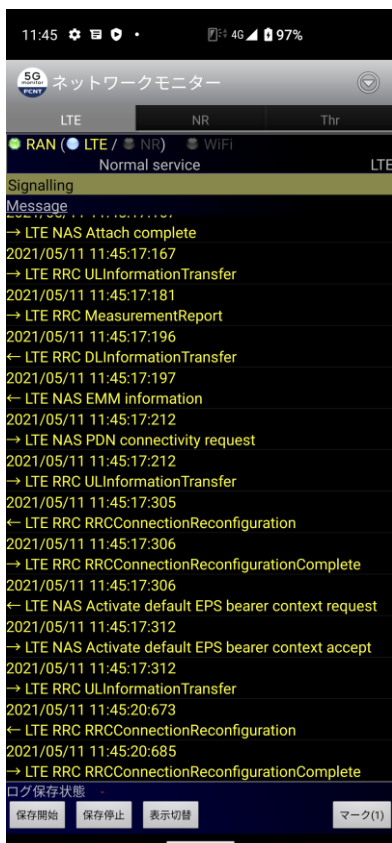 11:45
4G 97%
5G
monitor
FCNT
ネットワークモニター
LTE NR Thr
RAN (LTE / NR) WiFi
Normal service LTE
Signalling
Message
→ LTE NAS Attach complete
2021/05/11 11:45:17:167
→ LTE RRC ULInformationTransfer
2021/05/11 11:45:17:181
→ LTE RRC MeasurementReport
2021/05/11 11:45:17:196
← LTE RRC DLInformationTransfer
2021/05/11 11:45:17:197
← LTE NAS EMM information
2021/05/11 11:45:17:212
→ LTE NAS PDN connectivity request
2021/05/11 11:45:17:212
→ LTE RRC ULInformationTransfer
2021/05/11 11:45:17:305
← LTE RRC RRCConnectionReconfiguration
2021/05/11 11:45:17:306
→ LTE RRC RRCConnectionReconfigurationComplete
2021/05/11 11:45:17:306
← LTE NAS Activate default EPS bearer context request
2021/05/11 11:45:17:312
→ LTE NAS Activate default EPS bearer context accept
2021/05/11 11:45:17:312
→ LTE RRC ULInformationTransfer
2021/05/11 11:45:20:673
← LTE RRC RRCConnectionReconfiguration
2021/05/11 11:45:20:685
→ LTE RRC RRCConnectionReconfigurationComplete
ログ保存状態 -
保存開始 保存停止 表示切替 マーク(1)